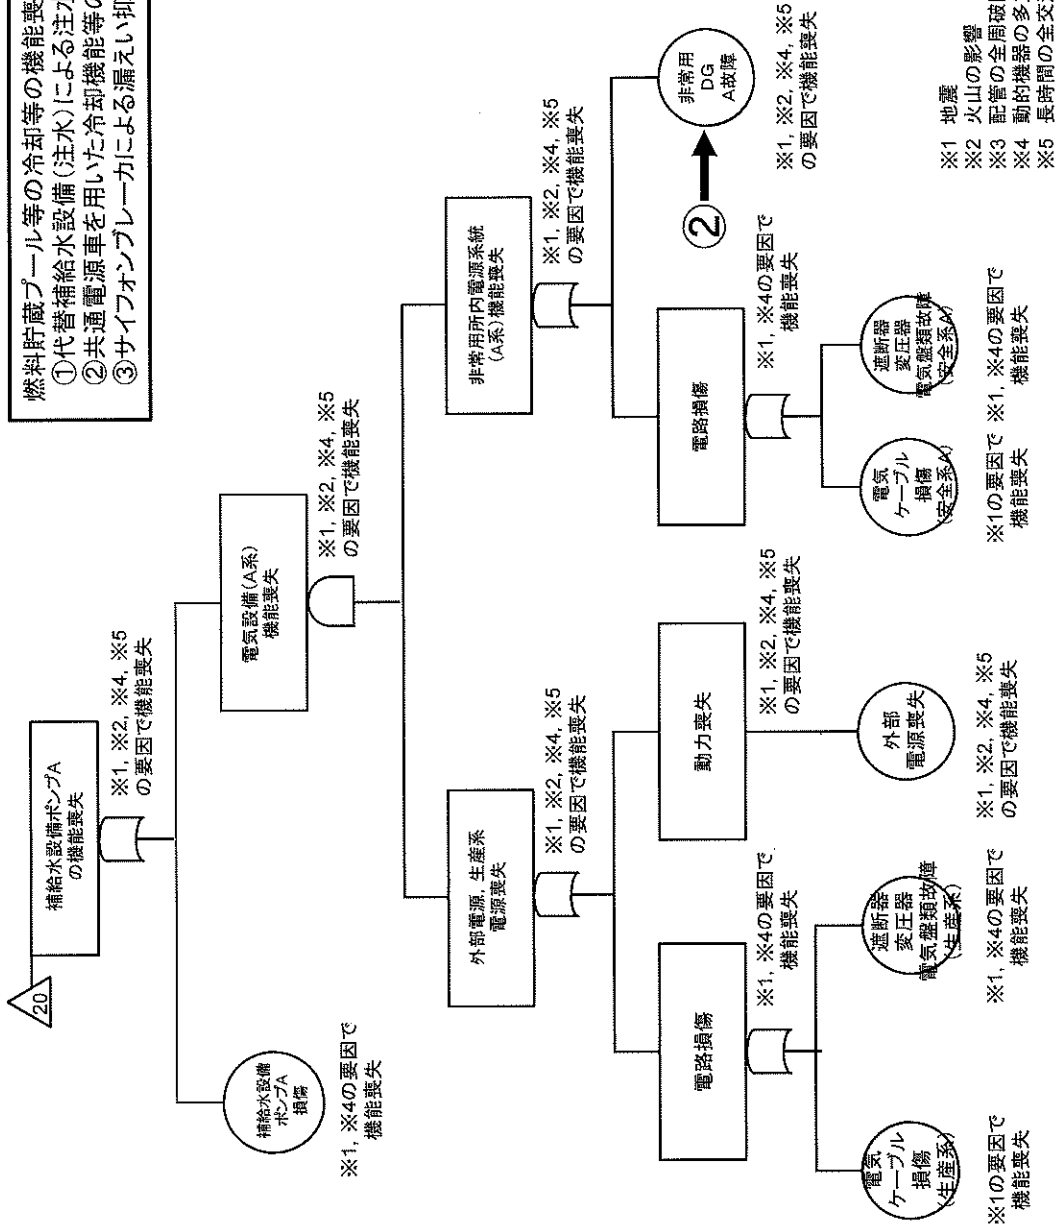 燃料貯蔵プール等の冷却等の機能喪
①代替補給水設備(注水)による注水
②共通電源車を用いた冷却機能等の
③サイフォンブレーカによる漏えい抑
20
補給水設備ポンプA
の機能喪失
※1, ※2, ※4, ※5
の要因で機能喪失
補給水設備
ポンプA
損傷
※1, ※4の要因で
機能喪失
電気設備(A系)
機能喪失
※1, ※2, ※4, ※5
の要因で機能喪失
外部電源, 生産系
電源喪失
※1, ※2, ※4, ※5
の要因で機能喪失
非常用所内電源系統
(A系)機能喪失
※1, ※2, ※4, ※5
の要因で機能喪失
電路損傷
※1, ※4の要因で
機能喪失
動力喪失
※1, ※2, ※4, ※5
の要因で機能喪失
電路損傷
※1, ※4の要因で
機能喪失
②
非常用
DG
A故障
※1, ※2, ※4, ※5
の要因で機能喪失
電気
ケーブル
損傷
(生産系)
※1の要因で
機能喪失
遮断器
変圧器
電気盤類故障
(生産系)
※1, ※4の要因で
機能喪失
外部
電源喪失
※1, ※2, ※4, ※5
の要因で機能喪失
電気
ケーブル
損傷
(安全系A)
※1の要因で
機能喪失
遮断器
変圧器
電気盤類故障
(安全系A)
※1, ※4の要因で
機能喪失
※1 地震
※2 火山の影響
※3 配管の全周破
※4 動的機器の多
※5 長時間の全交